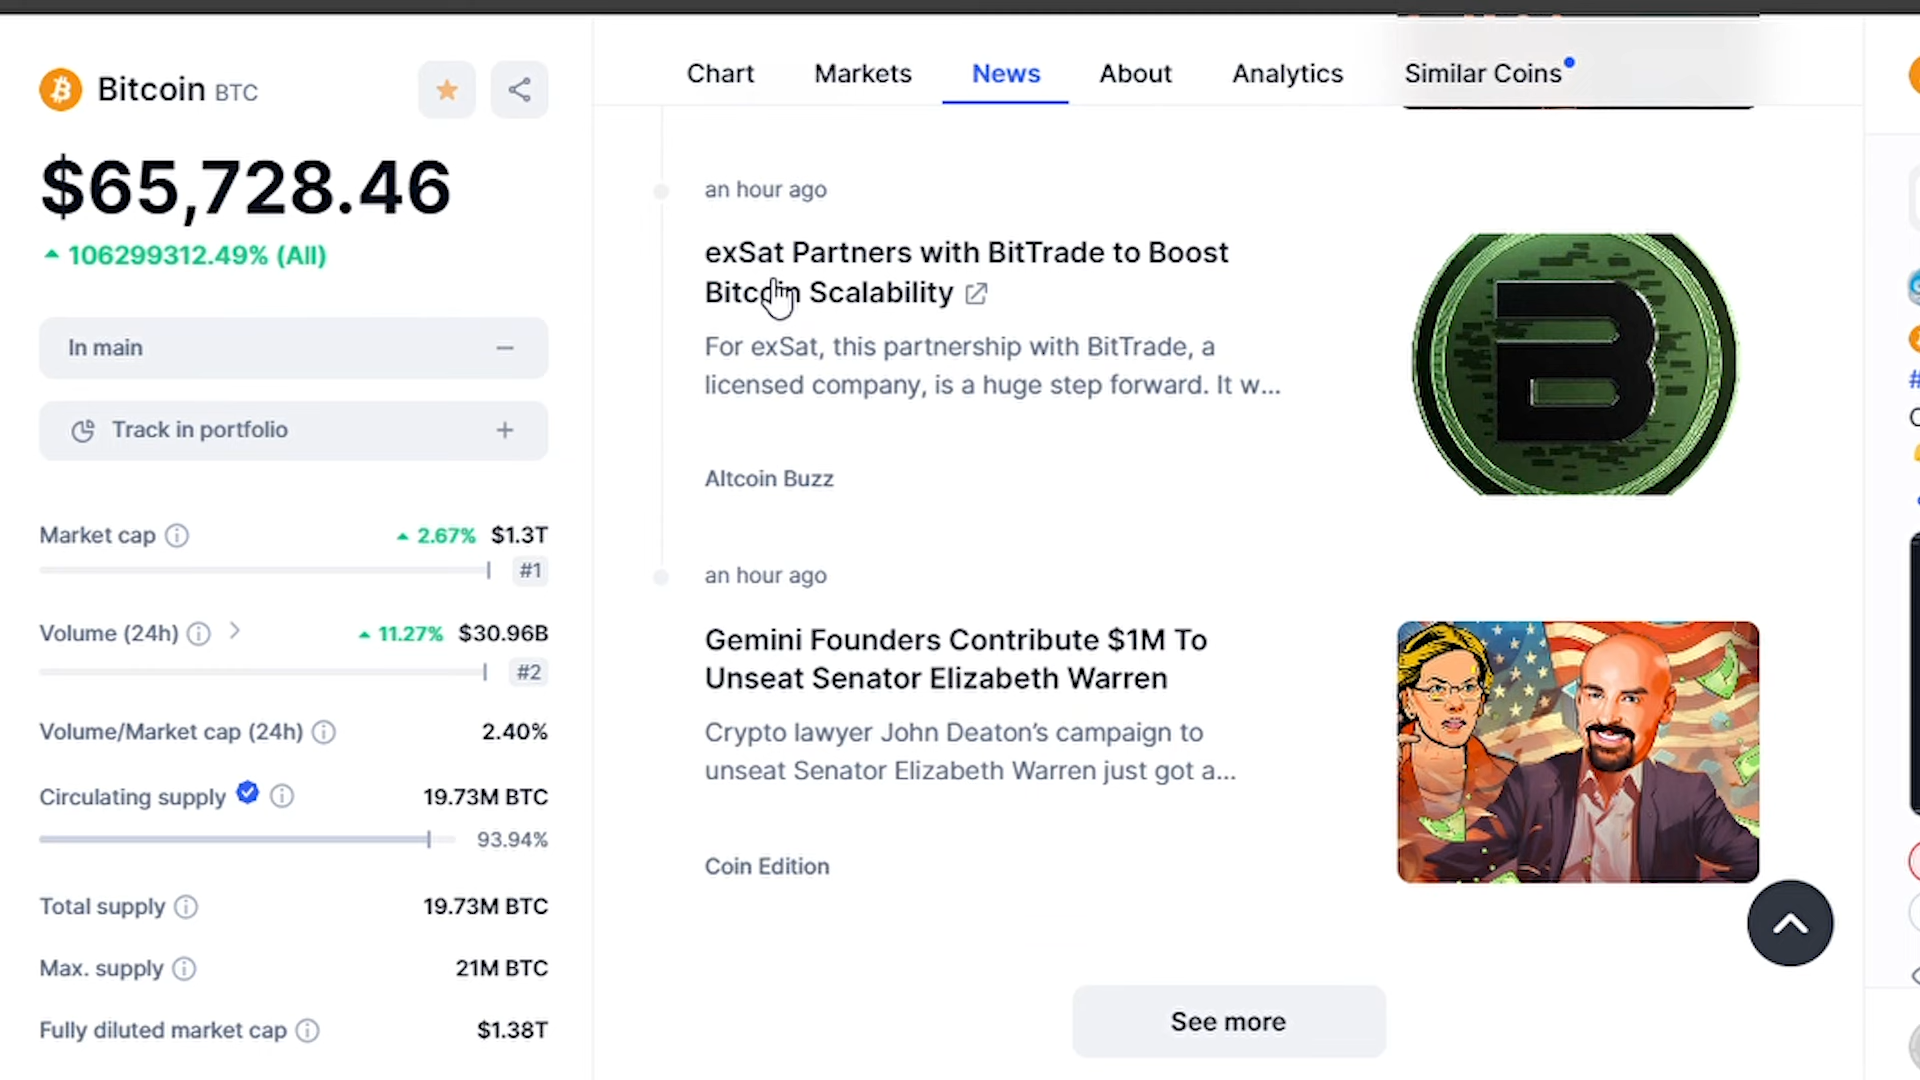 Bitcoin BTC
$65,728.46
106299312.49% (All)
In main
Track in portfolio
Market cap 2.67% $1.3T
#1
Volume (24h) 11.27% $30.96B
#2
Volume/Market cap (24h) 2.40%
Circulating supply 19.73M BTC
93.94%
Total supply 19.73M BTC
Max. supply 21M BTC
Fully diluted market cap $1.38T
Chart Markets News About Analytics Similar Coins
an hour ago
exSat Partners with BitTrade to Boost
Bitcoin Scalability
For exSat, this partnership with BitTrade, a
licensed company, is a huge step forward. It w...
Altcoin Buzz
an hour ago
Gemini Founders Contribute $1M To
Unseat Senator Elizabeth Warren
Crypto lawyer John Deaton’s campaign to
unseat Senator Elizabeth Warren just got a...
Coin Edition
See more